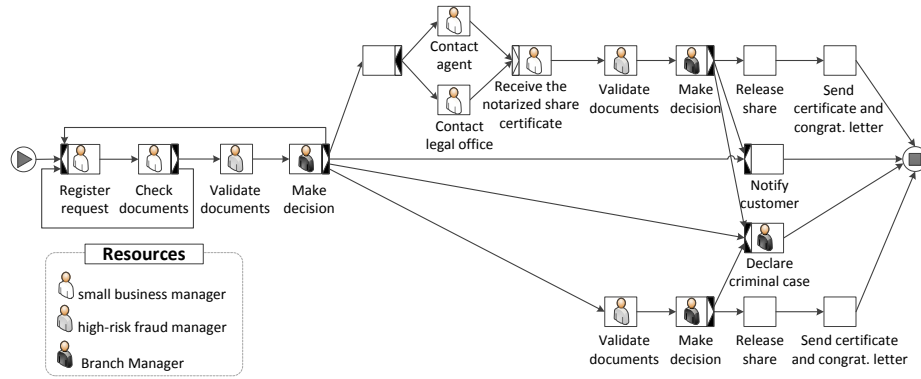 Contact
agent
Contact
legal office
Receive the
notarized share
certificate
Validate
documents
Make
decision
Release
share
Send
certificate and
congrat. letter
Register
request
Check
documents
Validate
documents
Make
decision
Notify
customer
Declare
criminal case
Validate
documents
Make
decision
Release
share
Send certificate
and congrat. letter
Resources
small business manager
high-risk fraud manager
Branch Manager